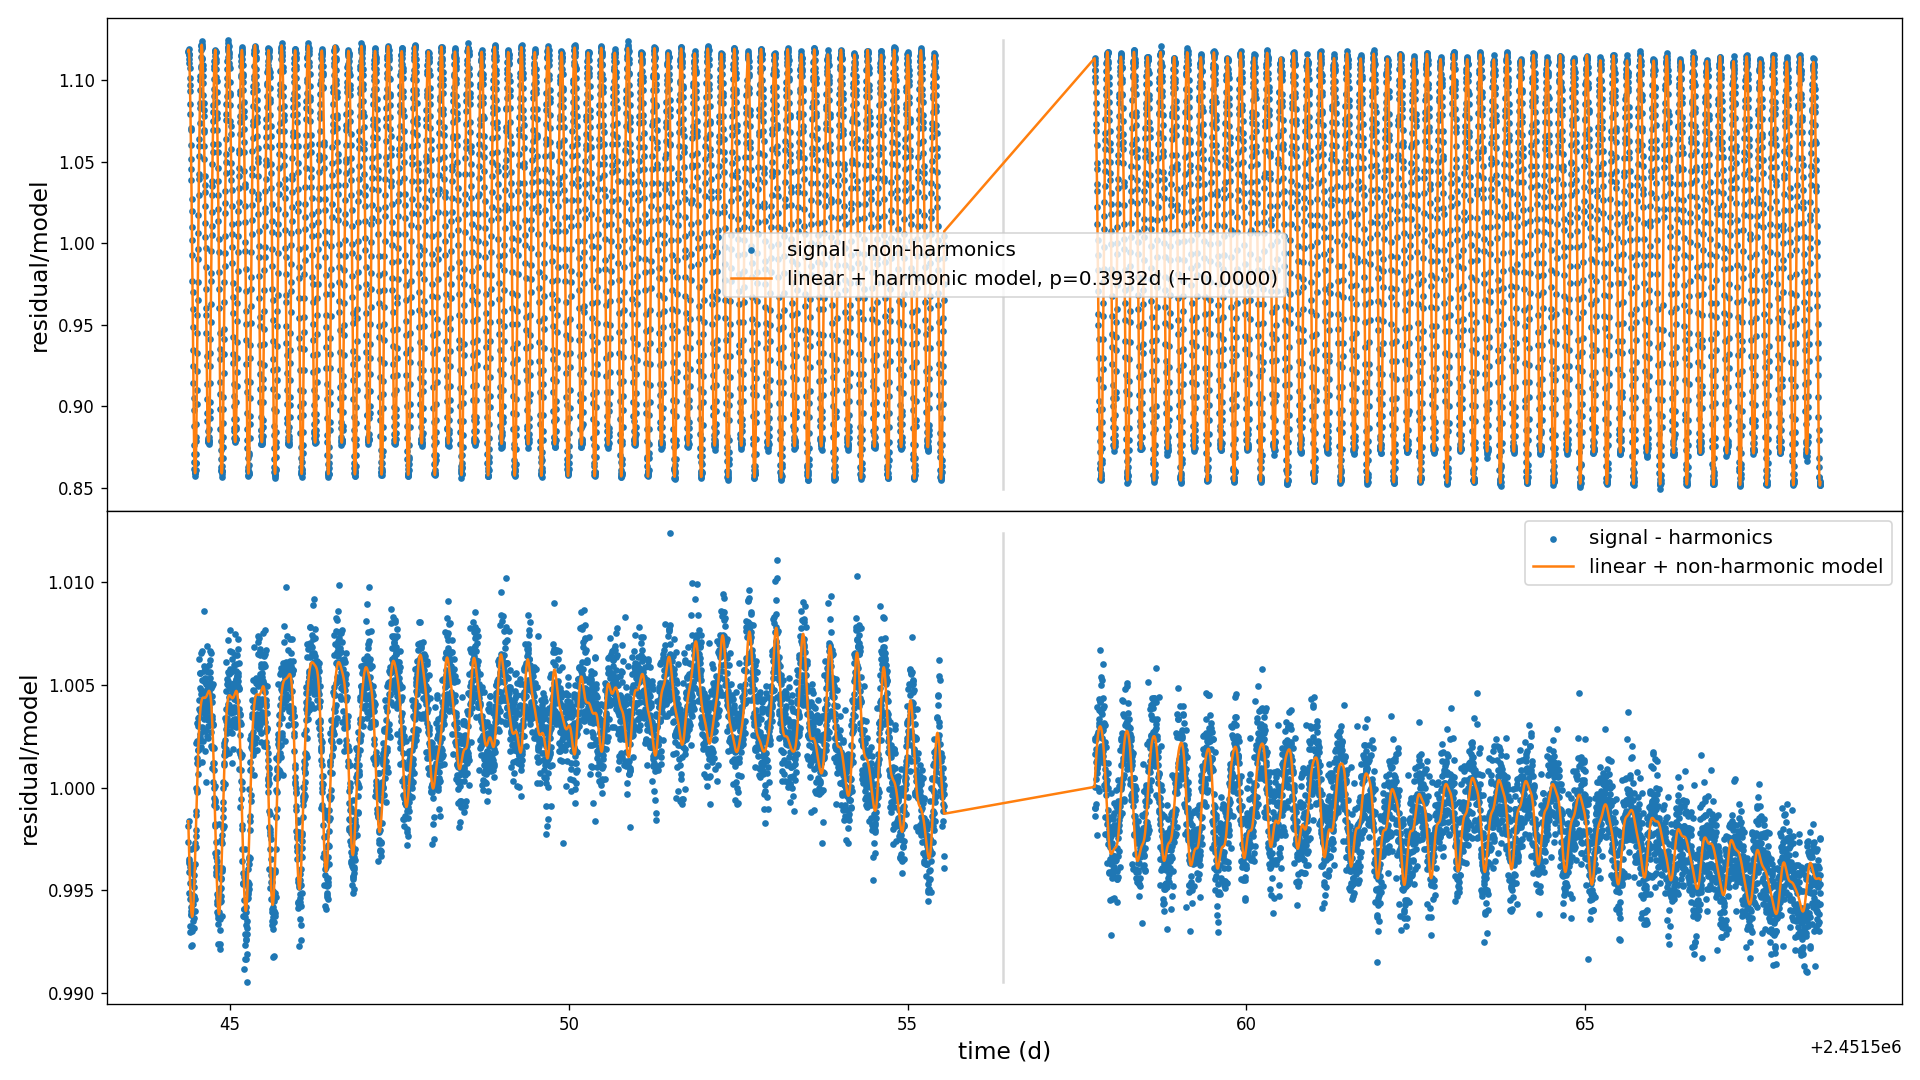 1.10
1.05
1.00
0.95
0.90
0.85
residual/model
signal - non-harmonics
linear + harmonic model, p=0.3932d (+-0.0000)
1.010
1.005
1.000
0.995
0.990
residual/model
signal - harmonics
linear + non-harmonic model
45 50 55 60 65
time (d)
+2.4515e6